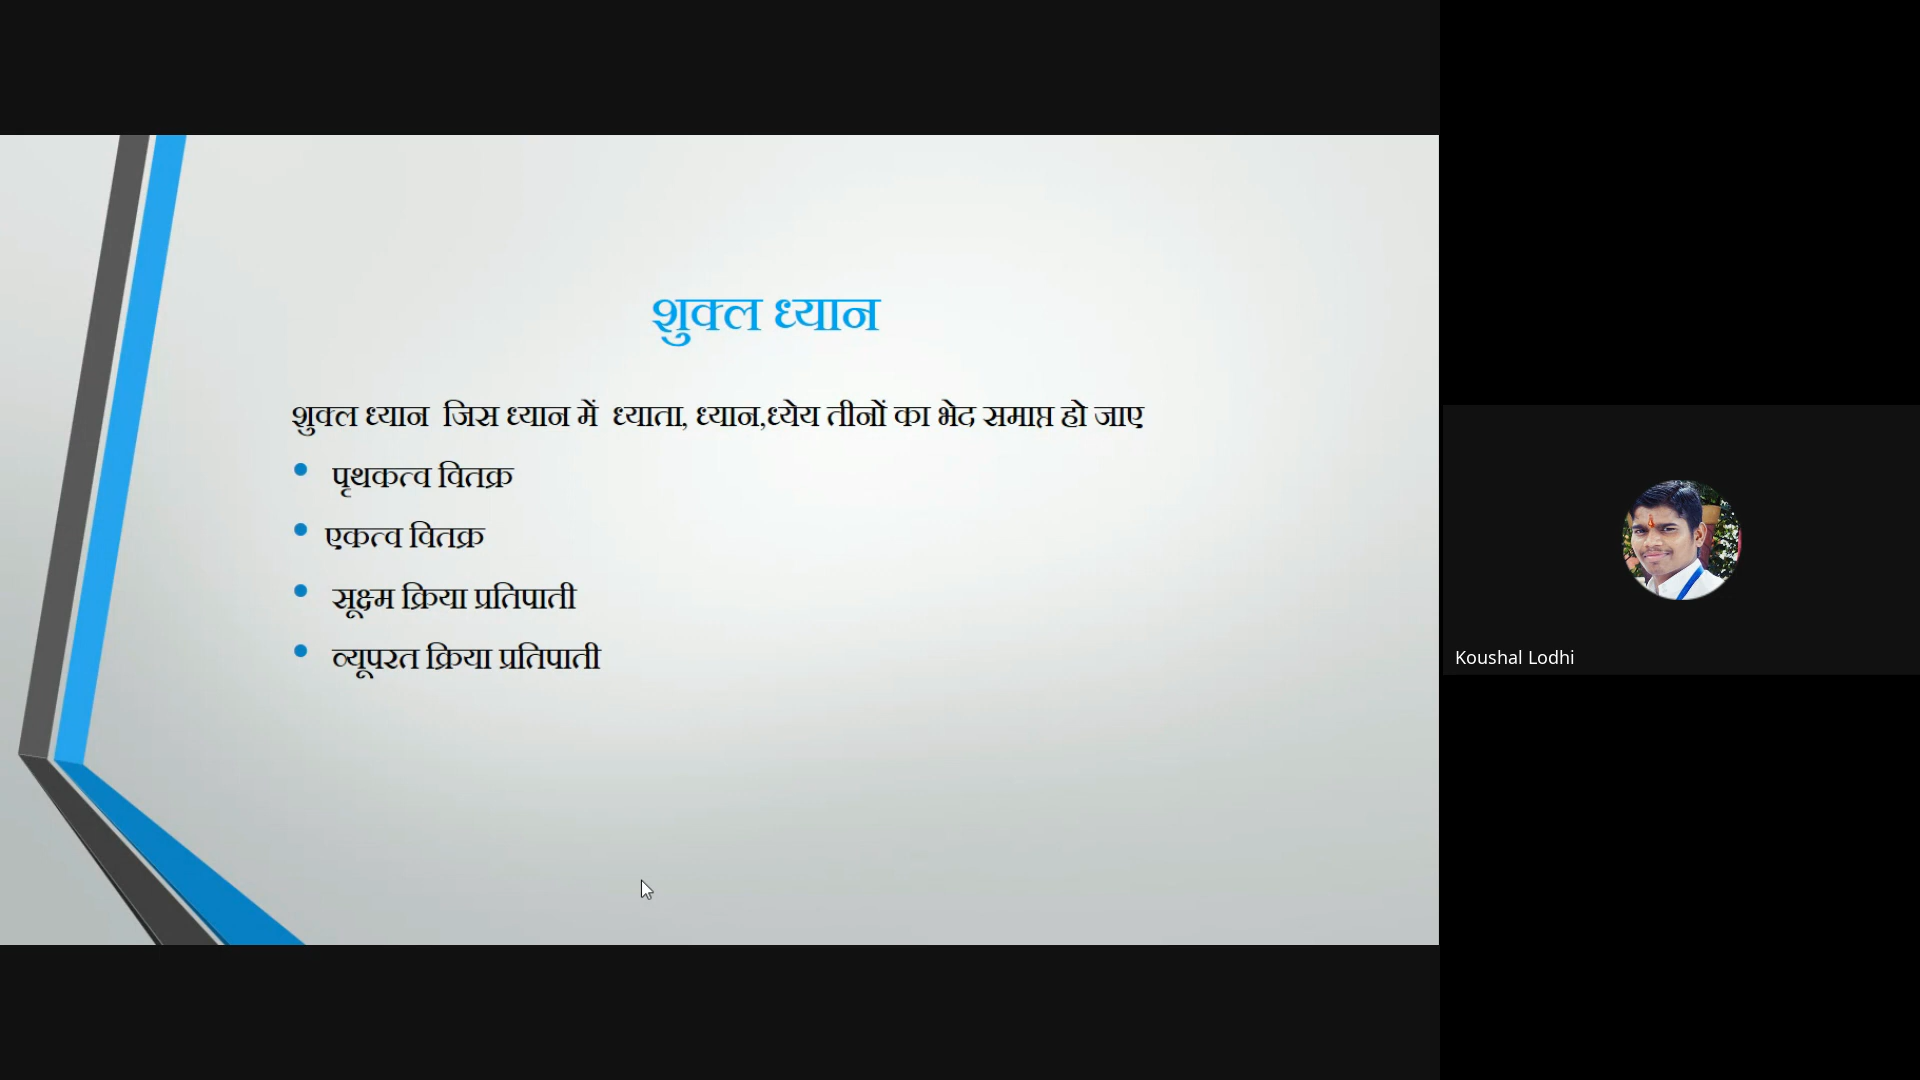 शुक्ल ध्यान
शुक्ल ध्यान जिस ध्यान में ध्याता, ध्यान,ध्येय तीनों का भेद समाप्त हो जाए
• पृथकत्व वितक्र
• एकत्व वितक्र
• सूक्ष्म क्रिया प्रतिपाती
• व्यूपरत क्रिया प्रतिपाती
Koushal Lodhi